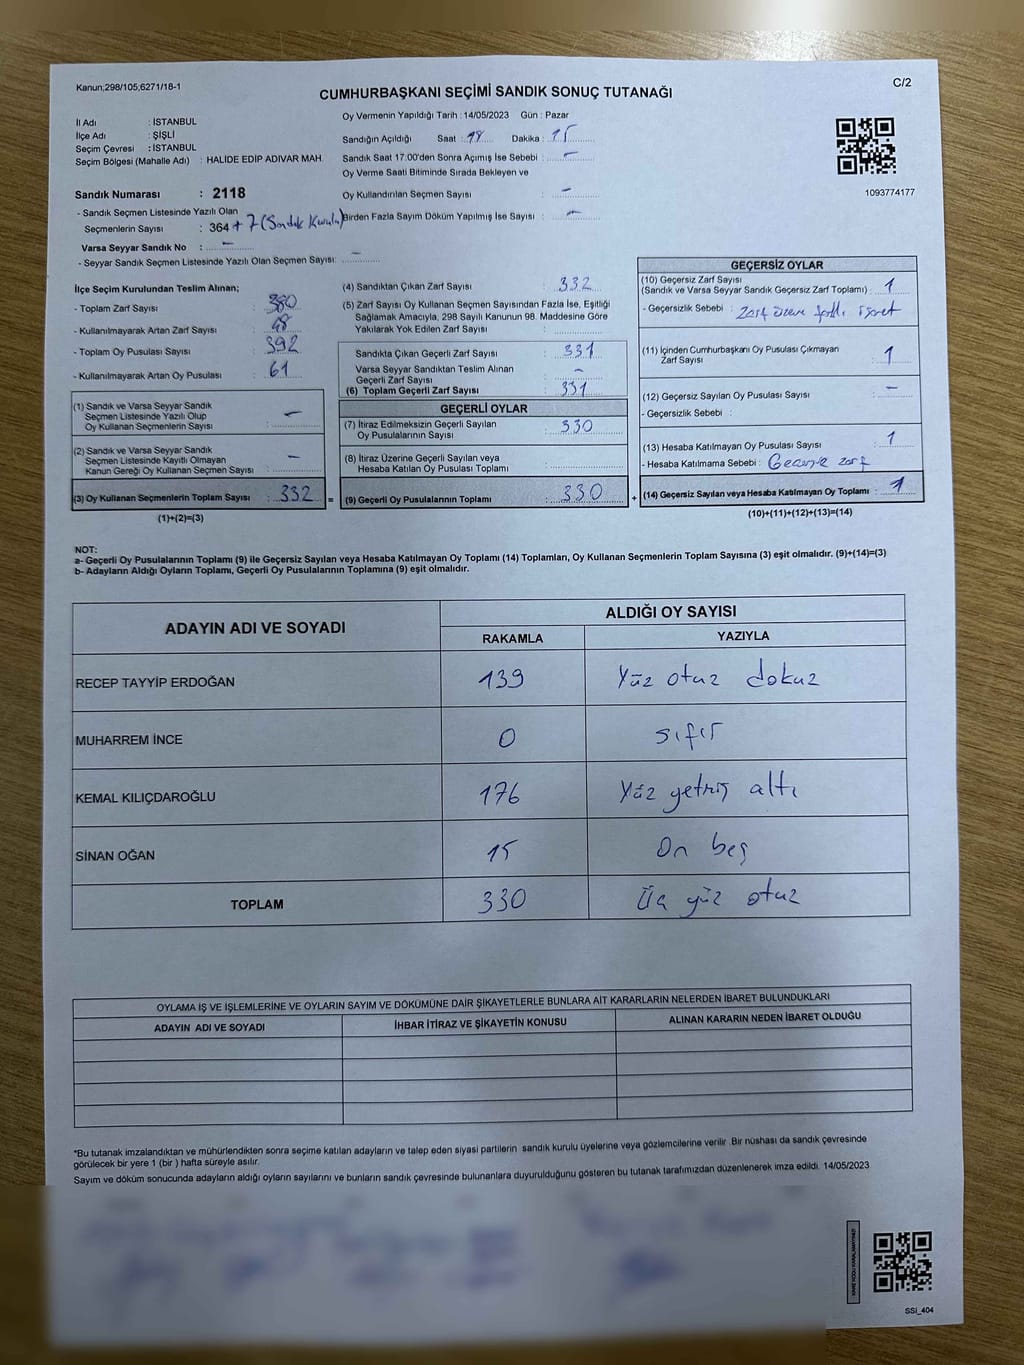 Kanun;298/105;6271/18-1
C/2
CUMHURBAŞKANI SEÇİMİ SANDIK SONUÇ TUTANAĞI
İl Adı : İSTANBUL
İlçe Adı : ŞİŞLİ
Seçim Çevresi : İSTANBUL
Seçim Bölgesi (Mahalle Adı) : HALİDE EDİP ADIVAR MAH.
Sandık Numarası : 2118
- Sandık Seçmen Listesinde Yazılı Olan
Seçmenlerin Sayısı : 364 + 7 (Sandık Kurulu)
Varsa Seyyar Sandık No : -
- Seyyar Sandık Seçmen Listesinde Yazılı Olan Seçmen Sayısı: -
Oy Vermenin Yapıldığı Tarih : 14/05/2023 Gün : Pazar
Sandığın Açıldığı Saat : 18 Dakika : 15
Sandık Saat 17:00'den Sonra Açımış İse Sebebi : -
Oy Verme Saati Bitiminde Sırada Bekleyen ve
Oy Kullandırılan Seçmen Sayısı : -
Birden Fazla Sayım Döküm Yapılmış İse Sayısı : -
1093774177
İlçe Seçim Kurulundan Teslim Alınan;
- Toplam Zarf Sayısı : 380
- Kullanılmayarak Artan Zarf Sayısı : 48
- Toplam Oy Pusulası Sayısı : 392
- Kullanılmayarak Artan Oy Pusulası : 61
(1) Sandık ve Varsa Seyyar Sandık
Seçmen Listesinde Yazılı Olup
Oy Kullanan Seçmenlerin Sayısı : -
(2) Sandık ve Varsa Seyyar Sandık
Seçmen Listesinde Kayıtlı Olmayan
Kanun Gereği Oy Kullanan Seçmen Sayısı : -
(3) Oy Kullanan Seçmenlerin Toplam Sayısı : 332 =
(1)+(2)=(3)
(4) Sandıktan Çıkan Zarf Sayısı : 332
(5) Zarf Sayısı Oy Kullanan Seçmen Sayısından Fazla İse, Eşitliği
Sağlamak Amacıyla, 298 Sayılı Kanunun 98. Maddesine Göre
Yakılarak Yok Edilen Zarf Sayısı :
Sandıkta Çıkan Geçerli Zarf Sayısı : 331
Varsa Seyyar Sandıktan Teslim Alınan
Geçerli Zarf Sayısı : -
(6) Toplam Geçerli Zarf Sayısı : 331
GEÇERLİ OYLAR
(7) İtiraz Edilmeksizin Geçerli Sayılan
Oy Pusulalarının Sayısı : 330
(8) İtiraz Üzerine Geçerli Sayılan veya
Hesaba Katılan Oy Pusulası Toplamı :
(9) Geçerli Oy Pusulalarının Toplamı : 330 +
GEÇERSİZ OYLAR
(10) Geçersiz Zarf Sayısı
(Sandık ve Varsa Seyyar Sandık Geçersiz Zarf Toplamı) : 1
- Geçersizlik Sebebi : Zarf üzeri farklı işaret
(11) İçinden Cumhurbaşkanı Oy Pusulası Çıkmayan
Zarf Sayısı : 1
(12) Geçersiz Sayılan Oy Pusulası Sayısı : -
- Geçersizlik Sebebi :
(13) Hesaba Katılmayan Oy Pusulası Sayısı : 1
- Hesaba Katılmama Sebebi : zarf
(14) Geçersiz Sayılan veya Hesaba Katılmayan Oy Toplamı : 1
(10)+(11)+(12)+(13)=(14)
NOT:
a- Geçerli Oy Pusulalarının Toplamı (9) ile Geçersiz Sayılan veya Hesaba Katılmayan Oy Toplamı (14) Toplamları, Oy Kullanan Seçmenlerin Toplam Sayısına (3) eşit olmalıdır. (9)+(14)=(3)
b- Adayların Aldığı Oyların Toplamı, Geçerli Oy Pusulalarının Toplamına (9) eşit olmalıdır.
ADAYIN ADI VE SOYADI ALDIĞI OY SAYISI
RAKAMLA YAZIYLA
RECEP TAYYİP ERDOĞAN 139 Yüz otuz dokuz
MUHARREM İNCE 0 sıfır
KEMAL KILIÇDAROĞLU 176 Yüz yetmiş altı
SİNAN OĞAN 15 On beş
TOPLAM 330 Üç yüz otuz
OYLAMA İŞ VE İŞLEMLERİNE VE OYLARIN SAYIM VE DÖKÜMÜNE DAİR ŞİKAYETLERLE BUNLARA AİT KARARLARIN NELERDEN İBARET BULUNDUKLARI
ADAYIN ADI VE SOYADI İHBAR İTİRAZ VE ŞİKAYETİN KONUSU ALINAN KARARIN NEDEN İBARET OLDUĞU
*Bu tutanak imzalandıktan ve mühürlendikten sonra seçime katılan adayların ve talep eden siyasi partilerin sandık kurulu üyelerine veya gözlemcilerine verilir .Bir nüshası da sandık çevresinde
görülecek bir yere 1 (bir ) hafta süreyle asılır.
Sayım ve döküm sonucunda adayların aldığı oyların sayılarını ve bunların sandık çevresinde bulunanlara duyurulduğunu gösteren bu tutanak tarafımızdan düzenlenerek imza edildi. 14/05/2023
SSİ_404